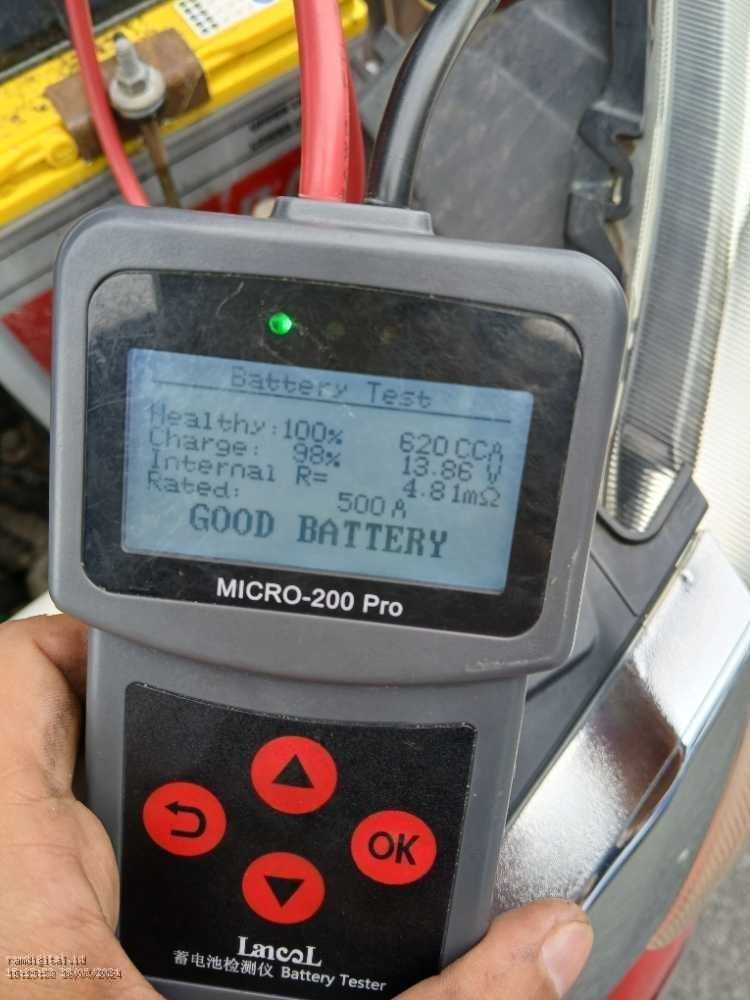 Battery Test
Healthy:100% 620CCA
Charge: 98% 13.86 V
Internal R= 4.81mΩ
Rated: 500A
GOOD BATTERY
MICRO-200 Pro
OK
Lancol
蓄电池检测仪 Battery Tester
ramdigital.id